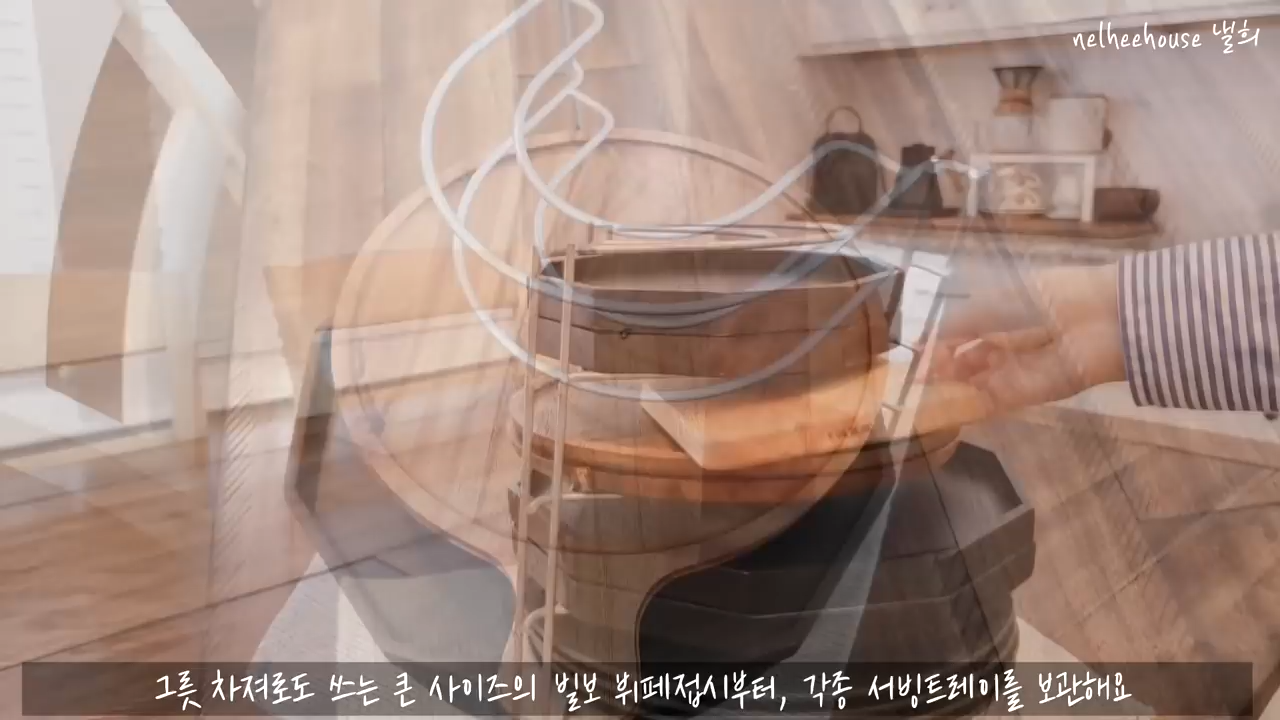 nelheehouse 낼희
그릇 차져로도 쓰는 큰 사이즈의 빌보 뷔페접시부터, 각종 서빙트레이를 보관해요